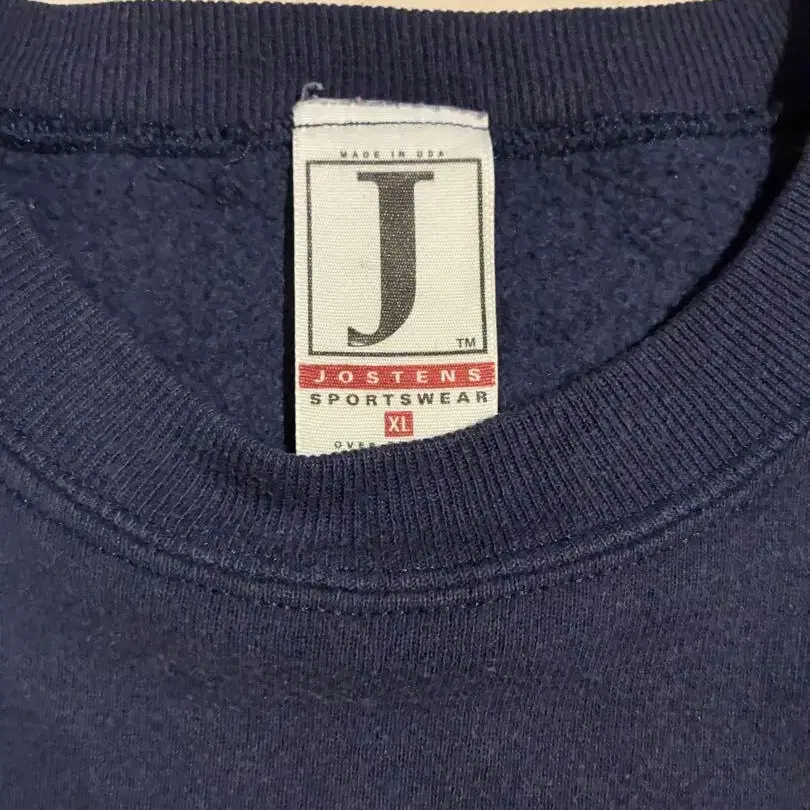 MADE IN USA
J
TM
JOSTENS
SPORTSWEAR
XL